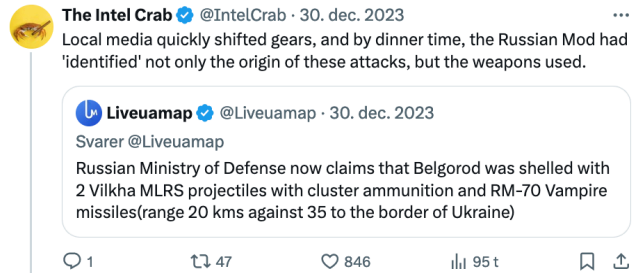 The Intel Crab @IntelCrab · 30. dec. 2023
Local media quickly shifted gears, and by dinner time, the Russian Mod had
'identified' not only the origin of these attacks, but the weapons used.
Liveuamap @Liveuamap · 30. dec. 2023
Svarer @Liveuamap
Russian Ministry of Defense now claims that Belgorod was shelled with
2 Vilkha MLRS projectiles with cluster ammunition and RM-70 Vampire
missiles(range 20 kms against 35 to the border of Ukraine)
1 47 846 95 t